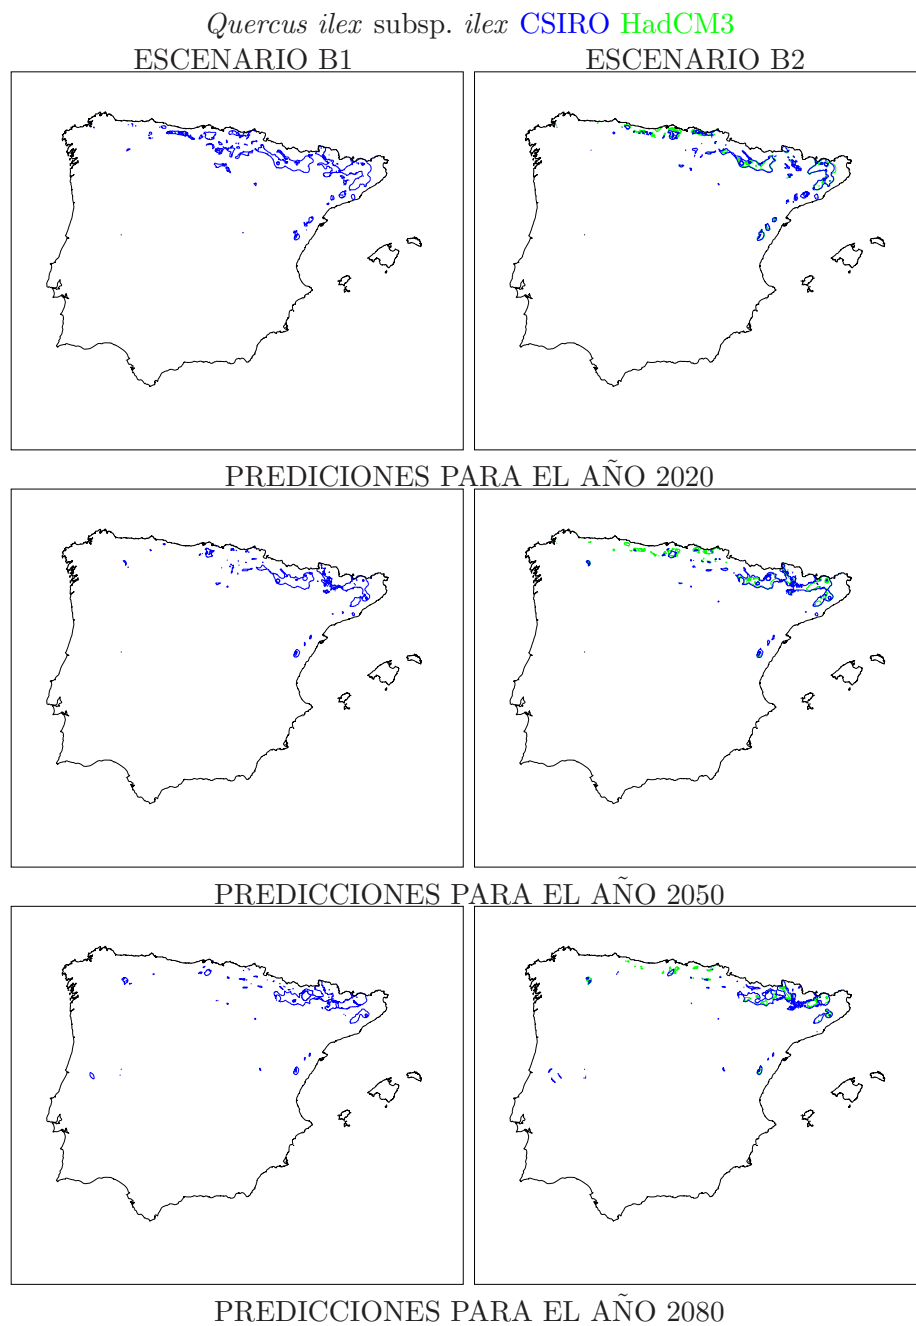 Quercus ilex subsp. ilex CSIRO HadCM3
ESCENARIO B1 ESCENARIO B2
PREDICIONES PARA EL AÑO 2020
PREDICCIONES PARA EL AÑO 2050
PREDICCIONES PARA EL AÑO 2080